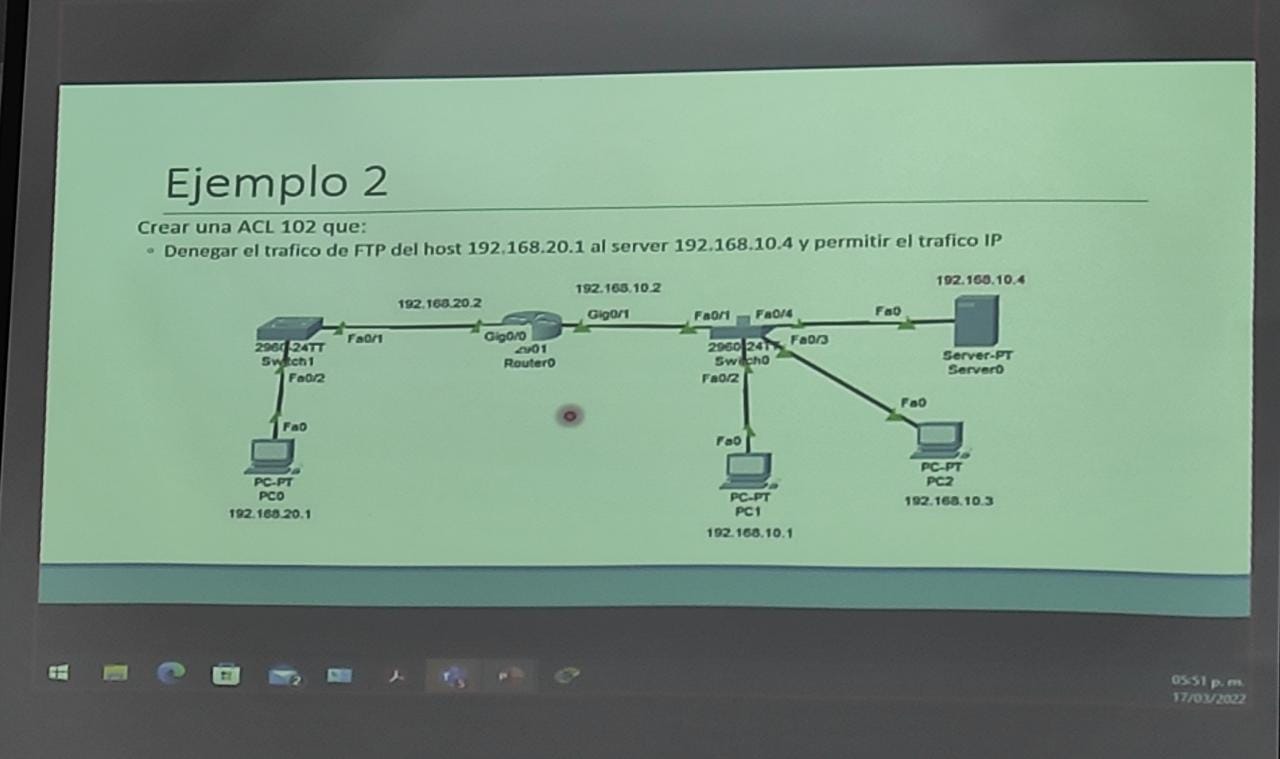 Ejemplo 2
Crear una ACL 102 que:
◦ Denegar el trafico de FTP del host 192.168.20.1 al server 192.168.10.4 y permitir el trafico IP
192.168.10.4
192.168.10.2
192.168.20.2
Fa0/1
Gig0/0
Gig0/1
Fa0/1
Fa0/4
Fa0
2960-24TT
Switch1
2901
Router0
2960-24TT
Switch0
Fa0/3
Server-PT
Server0
Fa0/2
Fa0/2
Fa0
Fa0
Fa0
PC-PT
PC0
192.168.20.1
PC-PT
PC1
192.168.10.1
PC-PT
PC2
192.168.10.3
05:51 p. m.
17/03/2022